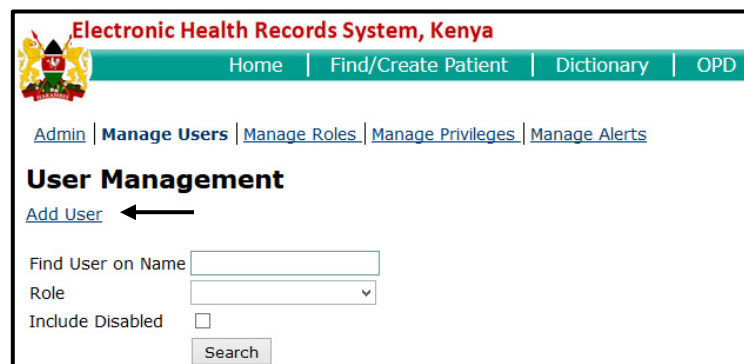 Electronic Health Records System, Kenya
Home | Find/Create Patient | Dictionary | OPD
Admin | Manage Users | Manage Roles | Manage Privileges | Manage Alerts
User Management
Add User
Find User on Name
Role
Include Disabled
Search